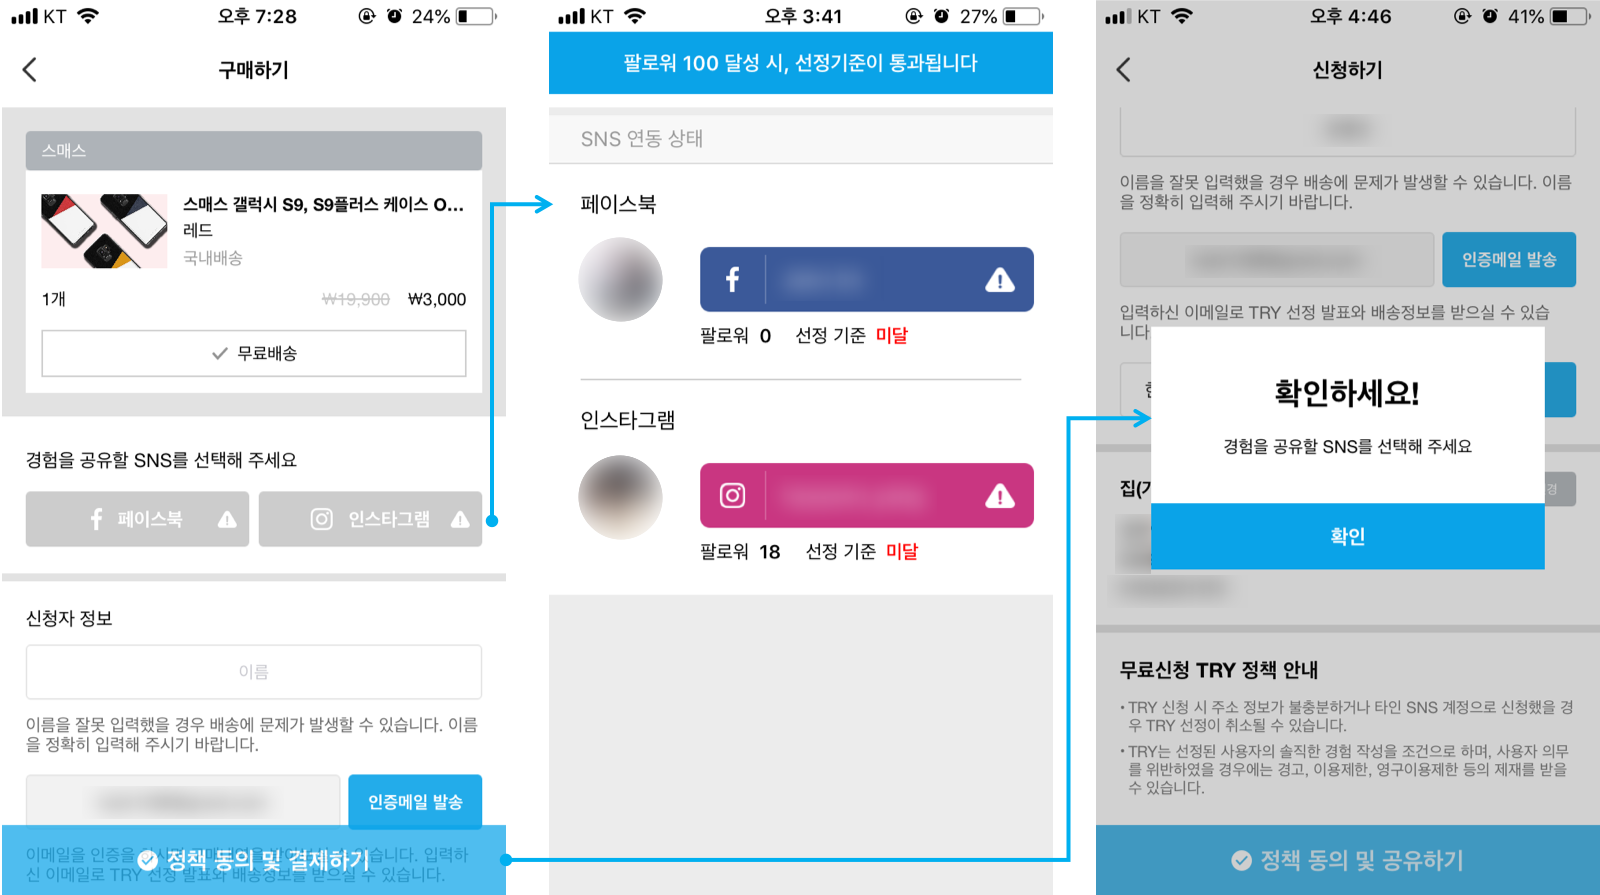 KT 오후 7:28 24%
구매하기
스매스
스매스 갤럭시 S9, S9플러스 케이스 O...
레드
국내배송
1개 ₩19,900 ₩3,000
무료배송
경험을 공유할 SNS를 선택해 주세요
페이스북 인스타그램
신청자 정보
이름
이름을 잘못 입력했을 경우 배송에 문제가 발생할 수 있습니다. 이름
을 정확히 입력해 주시기 바랍니다.
인증메일 발송
정책 동의 및 결제하기
이메일을 인증을 습니다. 입력하
신 이메일로 TRY 선정 발표와 배송정보를 받으실 수 있습니다.
KT 오후 3:41 27%
팔로워 100 달성 시, 선정기준이 통과됩니다
SNS 연동 상태
페이스북
팔로워 0 선정 기준 미달
인스타그램
팔로워 18 선정 기준 미달
KT 오후 4:46 41%
신청하기
이름을 잘못 입력했을 경우 배송에 문제가 발생할 수 있습니다. 이름
을 정확히 입력해 주시기 바랍니다.
인증메일 발송
입력하신 이메일로 TRY 선정 발표와 배송정보를 받으실 수 있습
니다.
확인하세요!
경험을 공유할 SNS를 선택해 주세요
확인
집(
경
무료신청 TRY 정책 안내
• TRY 신청 시 주소 정보가 불충분하거나 타인 SNS 계정으로 신청했을 경
우 TRY 선정이 취소될 수 있습니다.
• TRY는 선정된 사용자의 솔직한 경험 작성을 조건으로 하며, 사용자 의무
를 위반하였을 경우에는 경고, 이용제한, 영구이용제한 등의 제재를 받을
수 있습니다.
정책 동의 및 공유하기